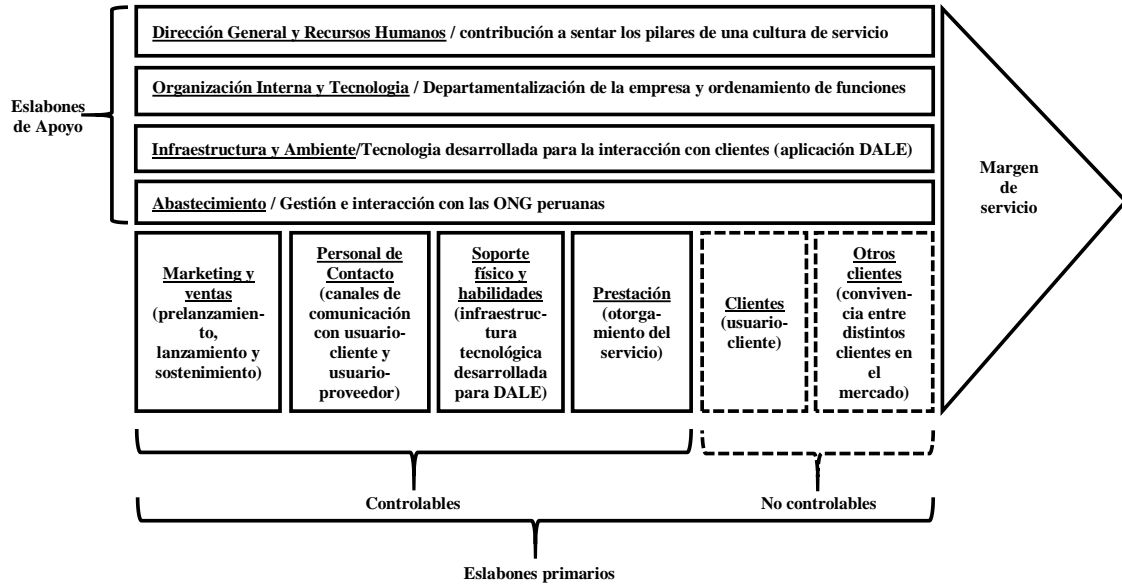 Dirección General y Recursos Humanos / contribución a sentar los pilares de una cultura de servicio
Organización Interna y Tecnologia / Departamentalización de la empresa y ordenamiento de funciones
Eslabones
de Apoyo
Infraestructura y Ambiente/Tecnologia desarrollada para la interacción con clientes (aplicación DALE)
Abastecimiento / Gestión e interacción con las ONG peruanas
Margen
de
servicio
Marketing y
ventas
(prelanzamien-
to,
lanzamiento y
sostenimiento)
Personal de
Contacto
(canales de
comunicación
con usuario-
cliente y
usuario-
proveedor)
Soporte
físico y
habilidades
(infraestruc-
tura
tecnológica
desarrollada
para DALE)
Prestación
(otorga-
miento del
servicio)
Clientes
(usuario-
cliente)
Otros
clientes
(conviven-
cia entre
distintos
clientes en
el
mercado)
Controlables
No controlables
Eslabones primarios